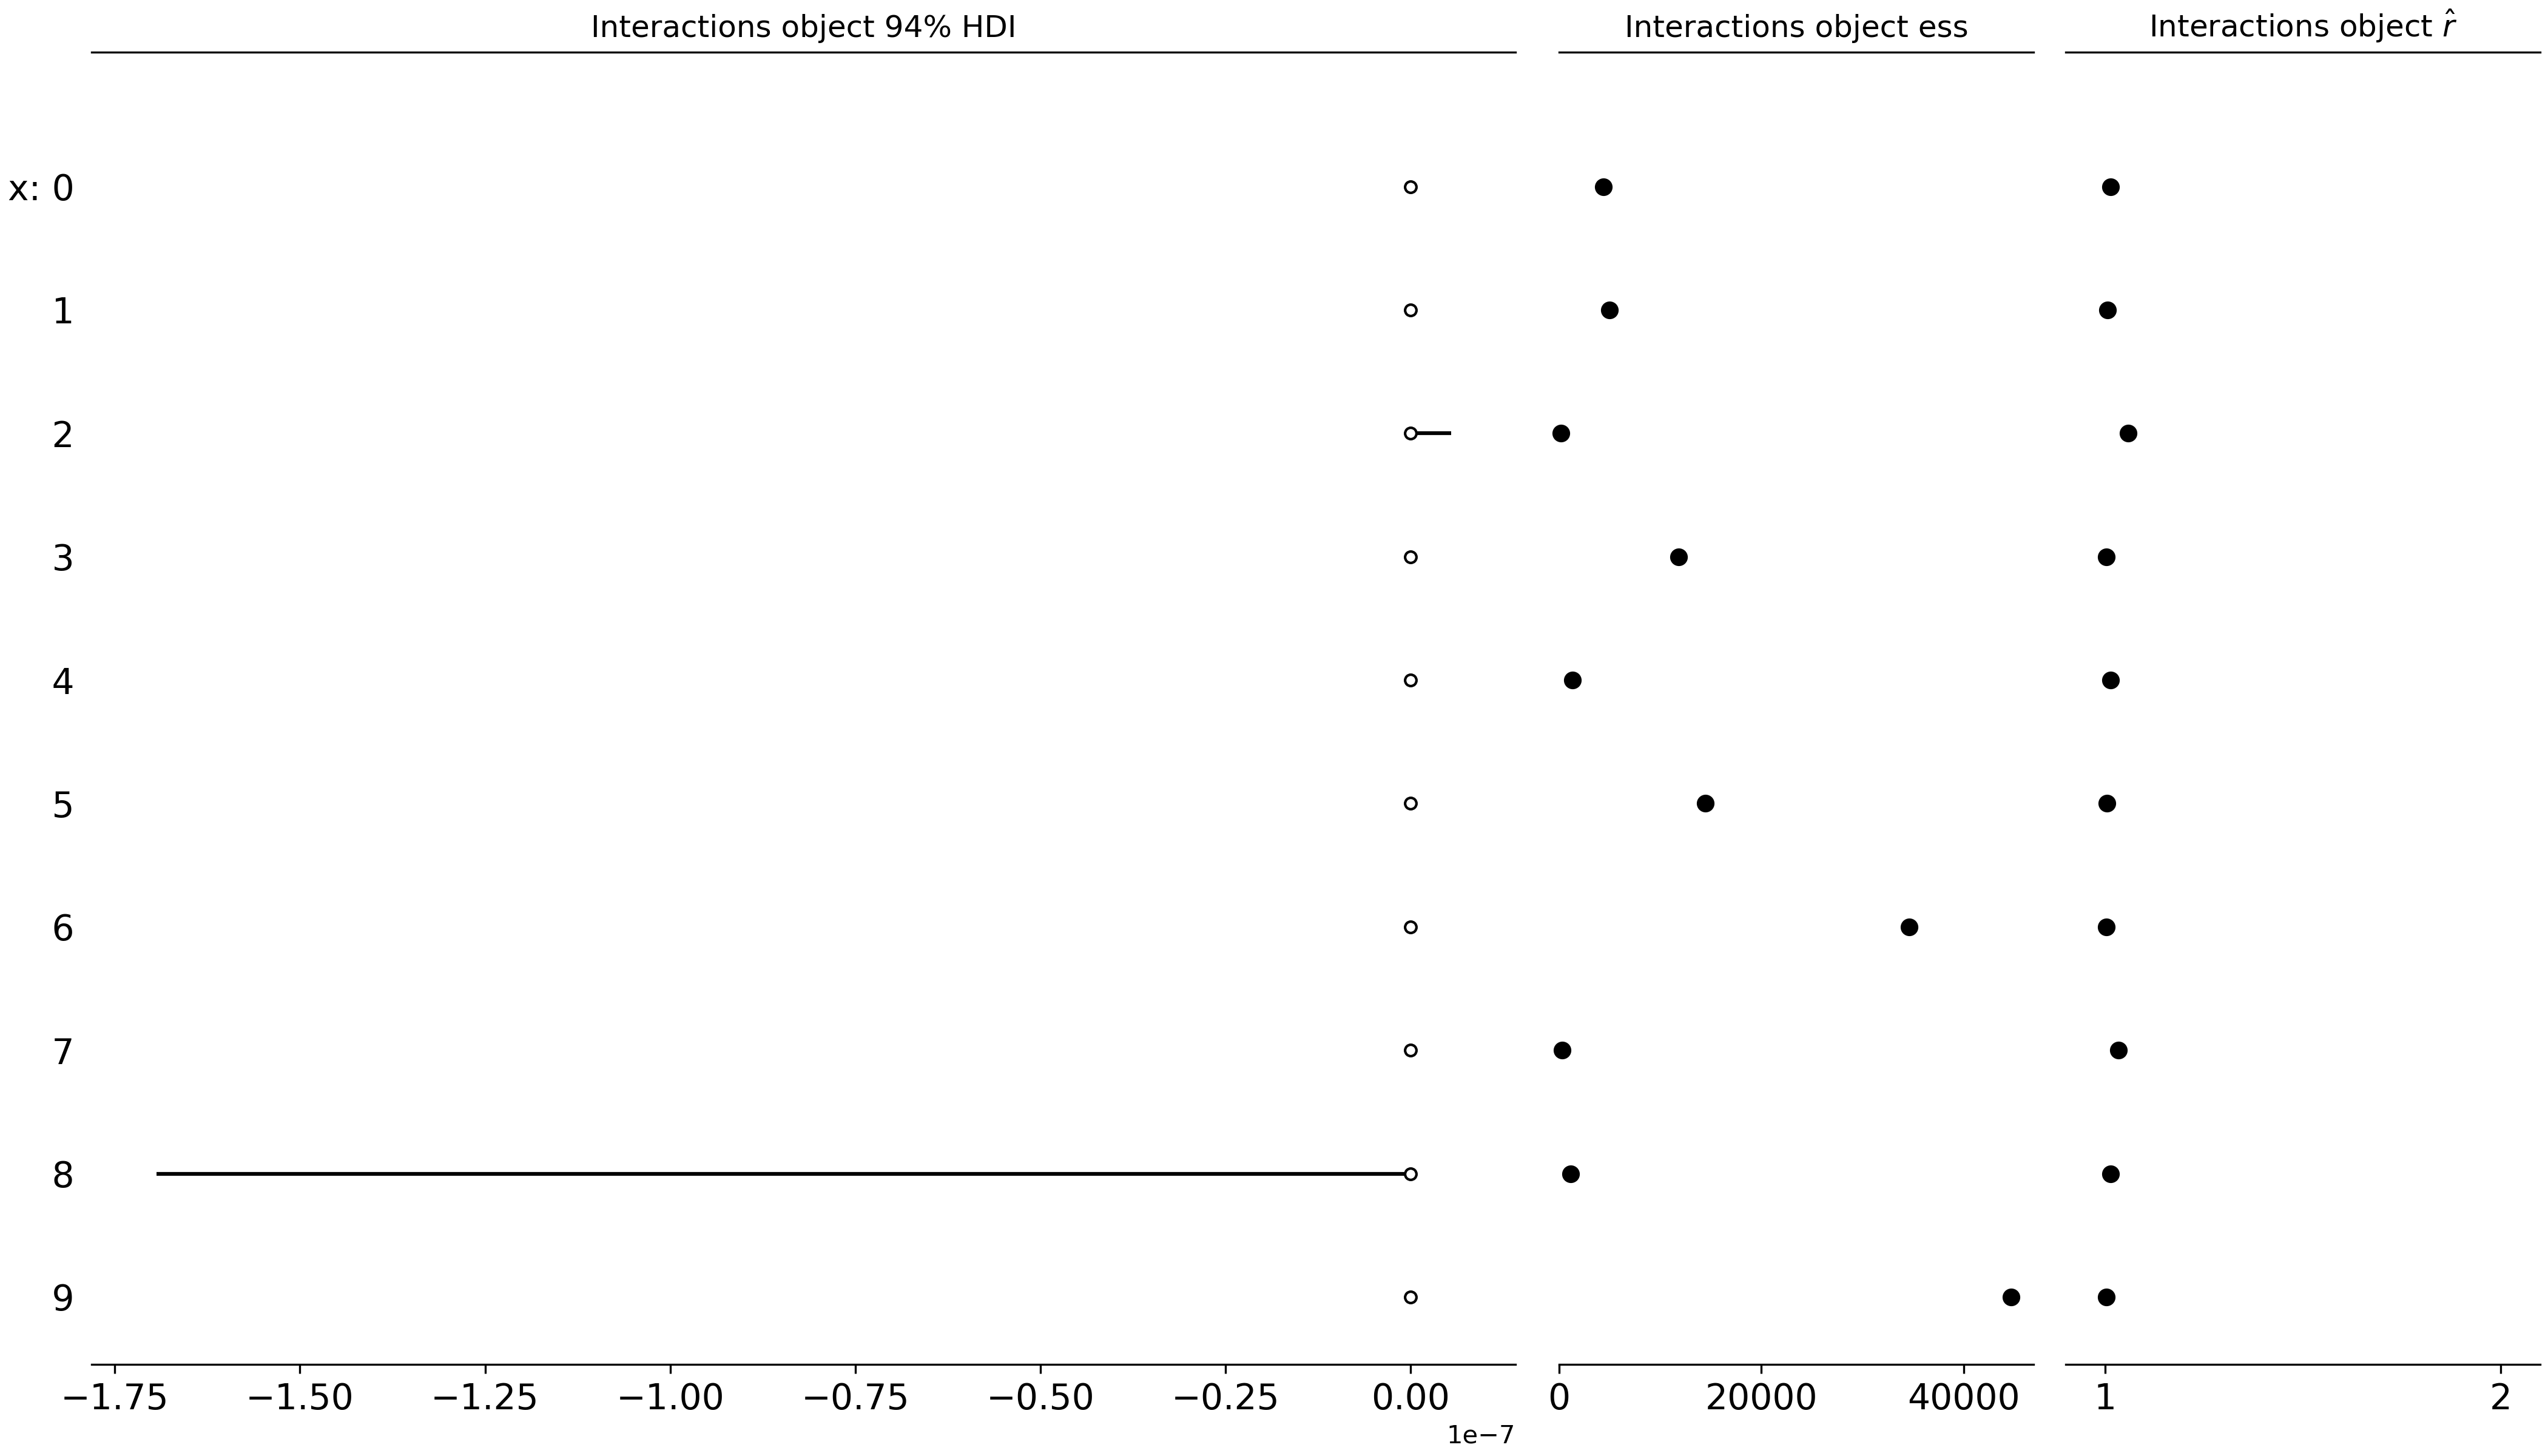 Interactions object 94% HDI Interactions object ess Interactions object r̂
x: 0
1
2
3
4
5
6
7
8
9
−1.75 −1.50 −1.25 −1.00 −0.75 −0.50 −0.25 0.00 0 20000 40000 1 2
1e−7